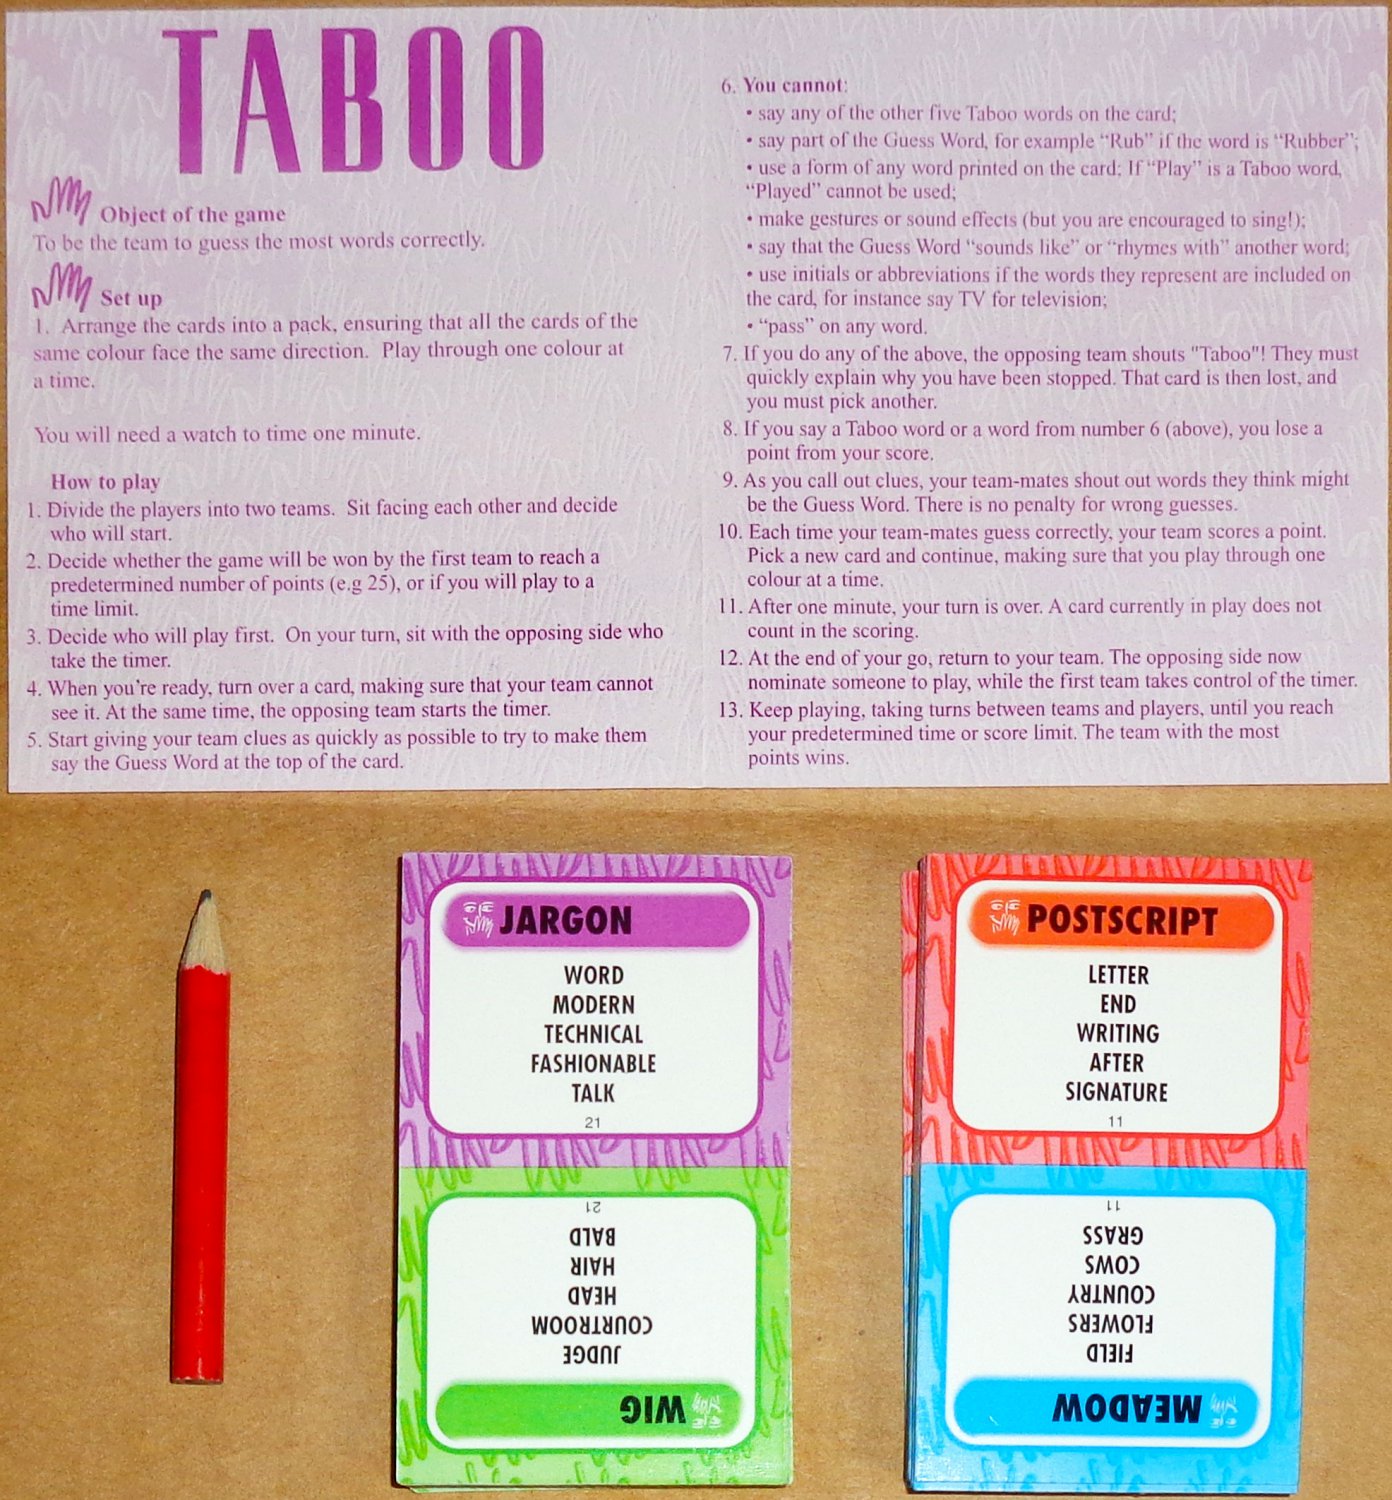 TABOO
Object of the game
To be the team to guess the most words correctly.
Set up
1. Arrange the cards into a pack, ensuring that all the cards of the
same colour face the same direction. Play through one colour at
a time.
You will need a watch to time one minute.
How to play
1. Divide the players into two teams. Sit facing each other and decide
who will start.
2. Decide whether the game will be won by the first team to reach a
predetermined number of points (e.g 25), or if you will play to a
time limit.
3. Decide who will play first. On your turn, sit with the opposing side who
take the timer.
4. When you're ready, turn over a card, making sure that your team cannot
see it. At the same time, the opposing team starts the timer.
5. Start giving your team clues as quickly as possible to try to make them
say the Guess Word at the top of the card.
6. You cannot:
• say any of the other five Taboo words on the card;
• say part of the Guess Word, for example “Rub” if the word is “Rubber”;
• use a form of any word printed on the card: If “Play” is a Taboo word,
“Played” cannot be used;
• make gestures or sound effects (but you are encouraged to sing!);
• say that the Guess Word “sounds like” or “rhymes with” another word;
• use initials or abbreviations if the words they represent are included on
the card, for instance say TV for television;
• “pass” on any word.
7. If you do any of the above, the opposing team shouts "Taboo"! They must
quickly explain why you have been stopped. That card is then lost, and
you must pick another.
8. If you say a Taboo word or a word from number 6 (above), you lose a
point from your score.
9. As you call out clues, your team-mates shout out words they think might
be the Guess Word. There is no penalty for wrong guesses.
10. Each time your team-mates guess correctly, your team scores a point.
Pick a new card and continue, making sure that you play through one
colour at a time.
11. After one minute, your turn is over. A card currently in play does not
count in the scoring.
12. At the end of your go, return to your team. The opposing side now
nominate someone to play, while the first team takes control of the timer.
13. Keep playing, taking turns between teams and players, until you reach
your predetermined time or score limit. The team with the most
points wins.
JARGON
WORD
MODERN
TECHNICAL
FASHIONABLE
TALK
21
WIG
JUDGE
COURTROOM
HEAD
HAIR
BALD
21
POSTSCRIPT
LETTER
END
WRITING
AFTER
SIGNATURE
11
MEADOW
FIELD
FLOWERS
COUNTRY
COWS
GRASS
11